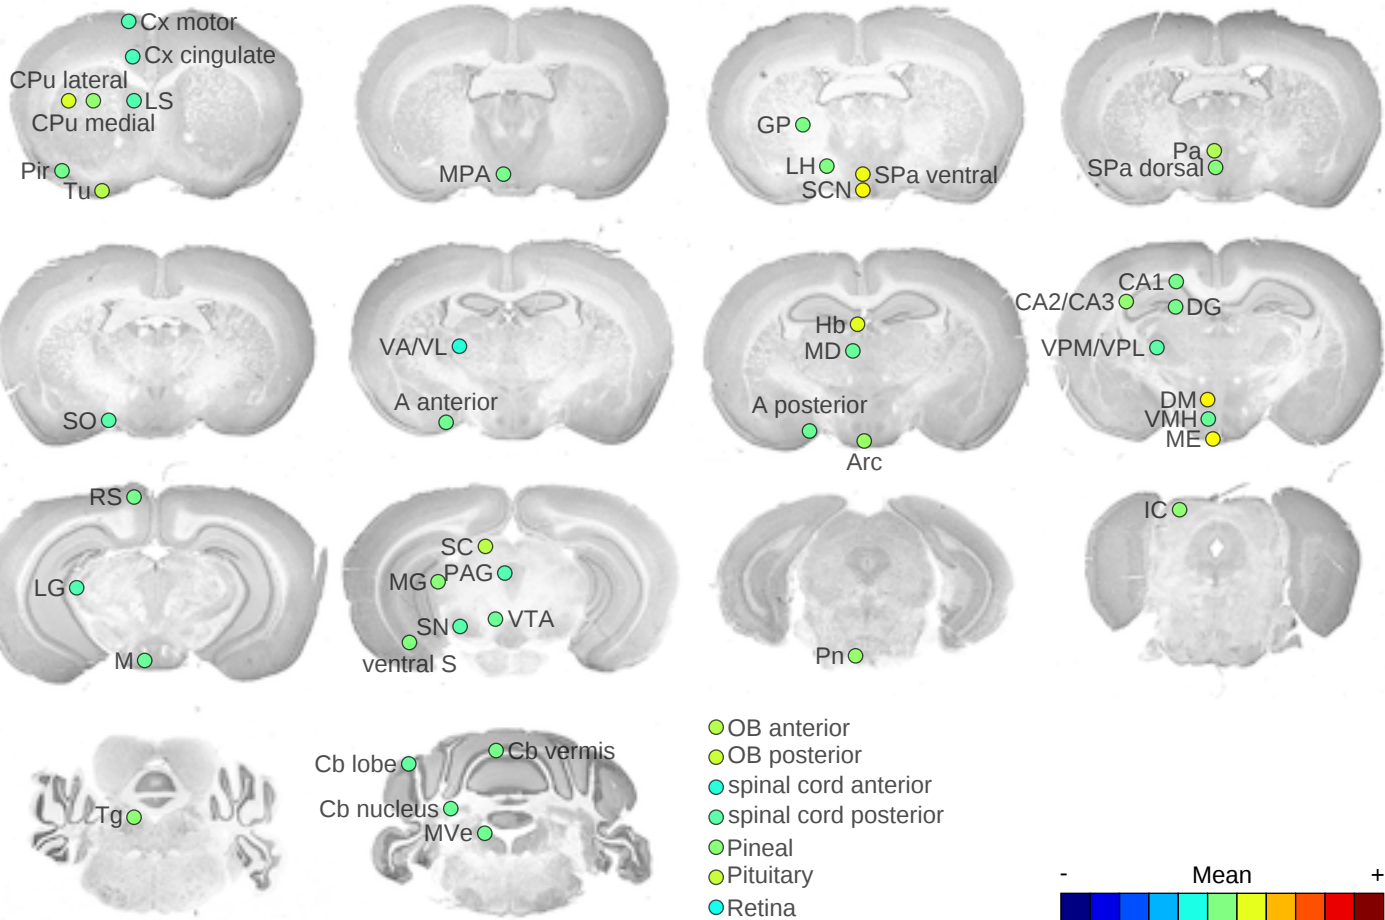 Cx motor
Cx cingulate
CPu lateral
LS
CPu medial
Pir
Tu
MPA
GP
LH
SPa ventral
SCN
Pa
SPa dorsal
SO
VA/VL
A anterior
Hb
MD
A posterior
Arc
CA1
CA2/CA3
DG
VPM/VPL
DM
VMH
ME
RS
LG
M
SC
MG
PAG
SN
VTA
ventral S
Pn
IC
Tg
Cb lobe
Cb vermis
Cb nucleus
MVe
OB anterior
OB posterior
spinal cord anterior
spinal cord posterior
Pineal
Pituitary
Retina
- Mean +